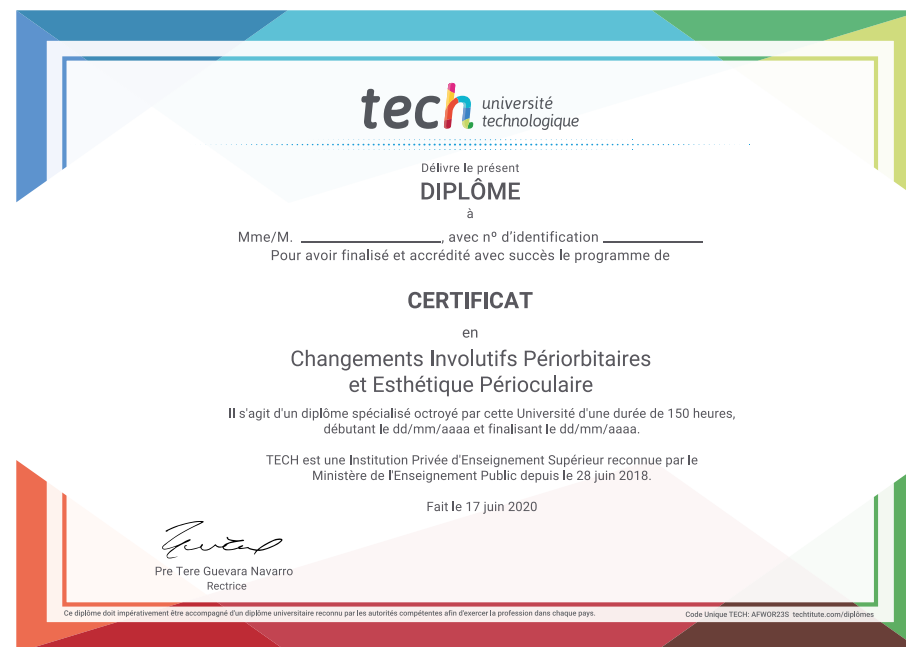 tech université
technologique
Délivre le présent
DIPLÔME
à
Mme/M. ____________________, avec nº d'identification ______________
Pour avoir finalisé et accrédité avec succès le programme de
CERTIFICAT
en
Changements Involutifs Périorbitaires
et Esthétique Périoculaire
Il s'agit d'un diplôme spécialisé octroyé par cette Université d'une durée de 150 heures,
débutant le dd/mm/aaaa et finalisant le dd/mm/aaaa.
TECH est une Institution Privée d'Enseignement Supérieur reconnue par le
Ministère de l'Enseignement Public depuis le 28 juin 2018.
Fait le 17 juin 2020
Pre Tere Guevara Navarro
Rectrice
Ce diplôme doit impérativement être accompagné d'un diplôme universitaire reconnu par les autorités compétentes afin d'exercer la profession dans chaque pays.
Code Unique TECH: AFWOR23S techtitute.com/diplômes